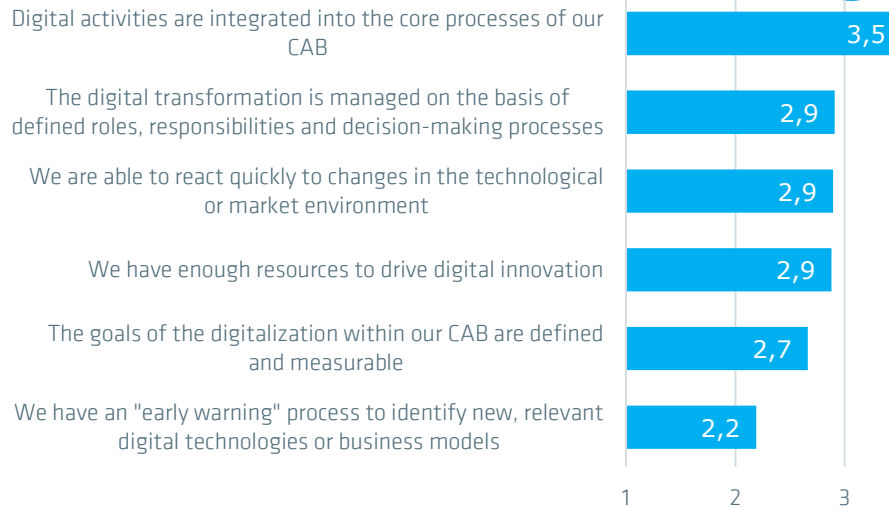 Digital activities are integrated into the core processes of our
CAB
3,5
The digital transformation is managed on the basis of
defined roles, responsibilities and decision-making processes
2,9
We are able to react quickly to changes in the technological
or market environment
2,9
We have enough resources to drive digital innovation
2,9
The goals of the digitalization within our CAB are defined
and measurable
2,7
We have an "early warning" process to identify new, relevant
digital technologies or business models
2,2
1 2 3